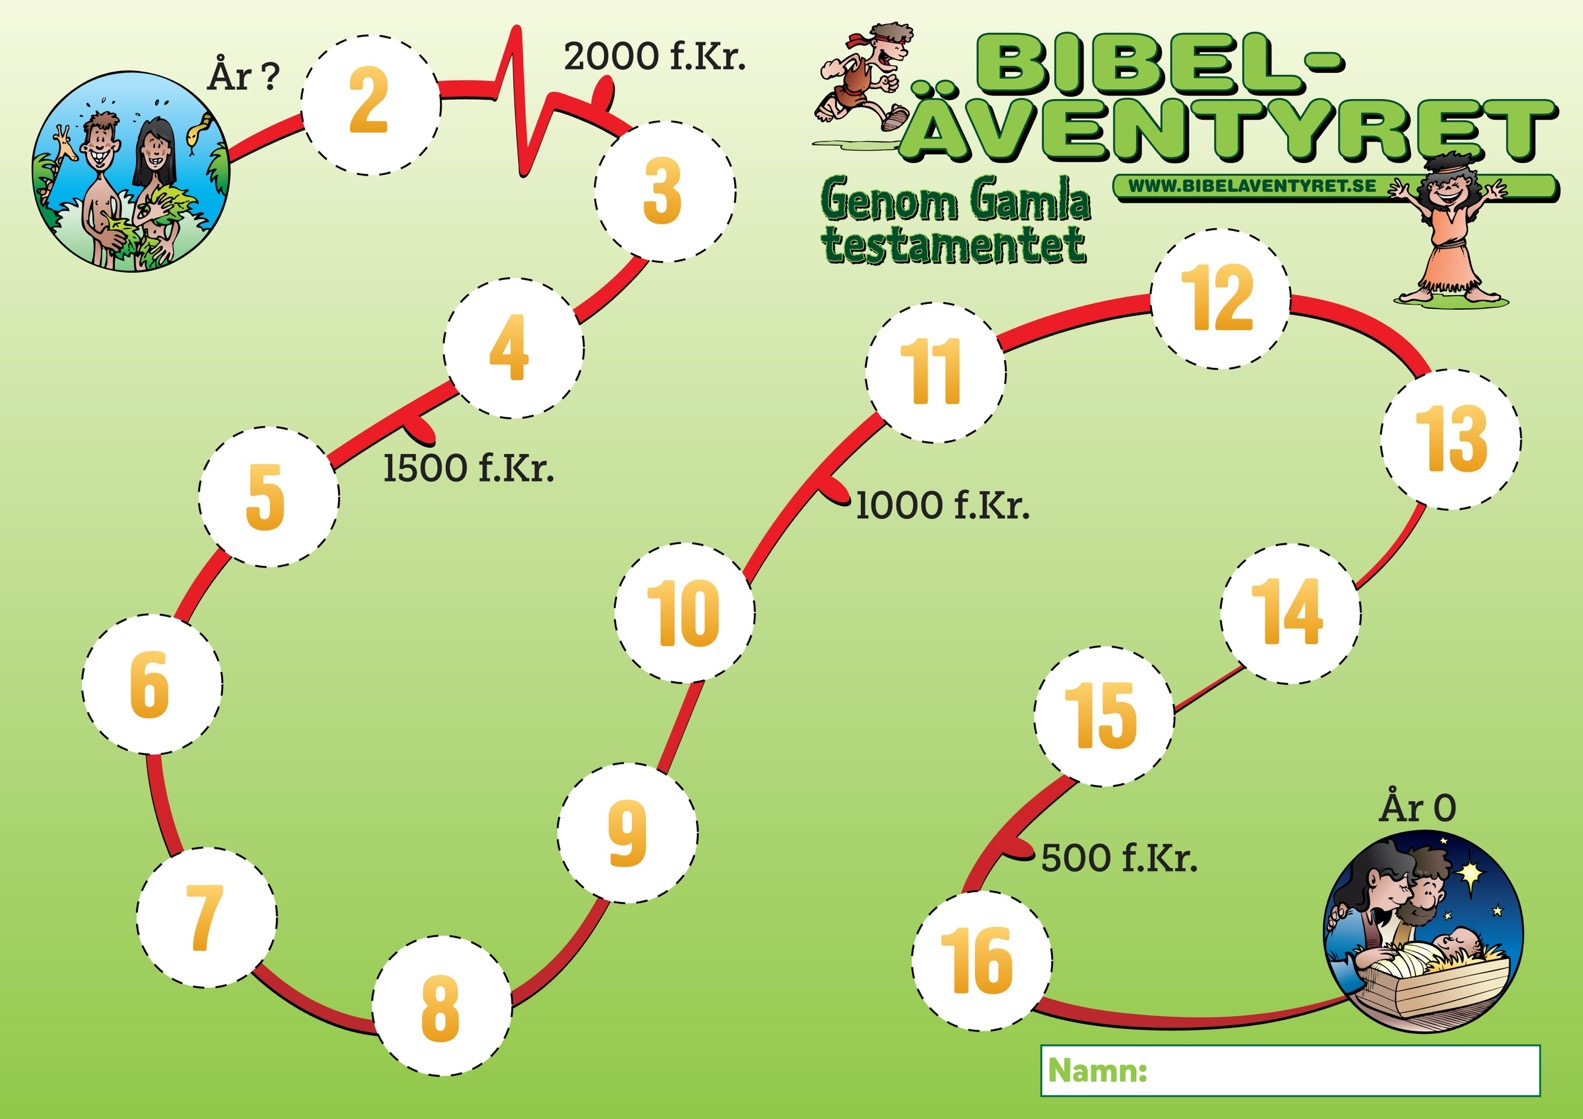 BIBEL-
ÄVENTYRET
WWW.BIBELAVENTYRET.SE
Genom Gamla
testamentet
År ?
2
2000 f.Kr.
3
4
1500 f.Kr.
5
6
7
8
9
10
1000 f.Kr.
11
12
13
14
15
500 f.Kr.
16
År 0
Namn: